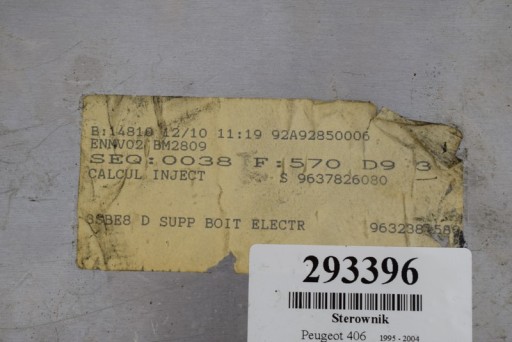 B:14810 12/10 11:19 92A92850006
ENMV02 BM2809
SEQ:0038 F:570 D9 3
CALCUL INJECT S 9637826080
D SUPP BOIT ELECTR
293396
Sterownik
Peugeot 406 1995 - 2004